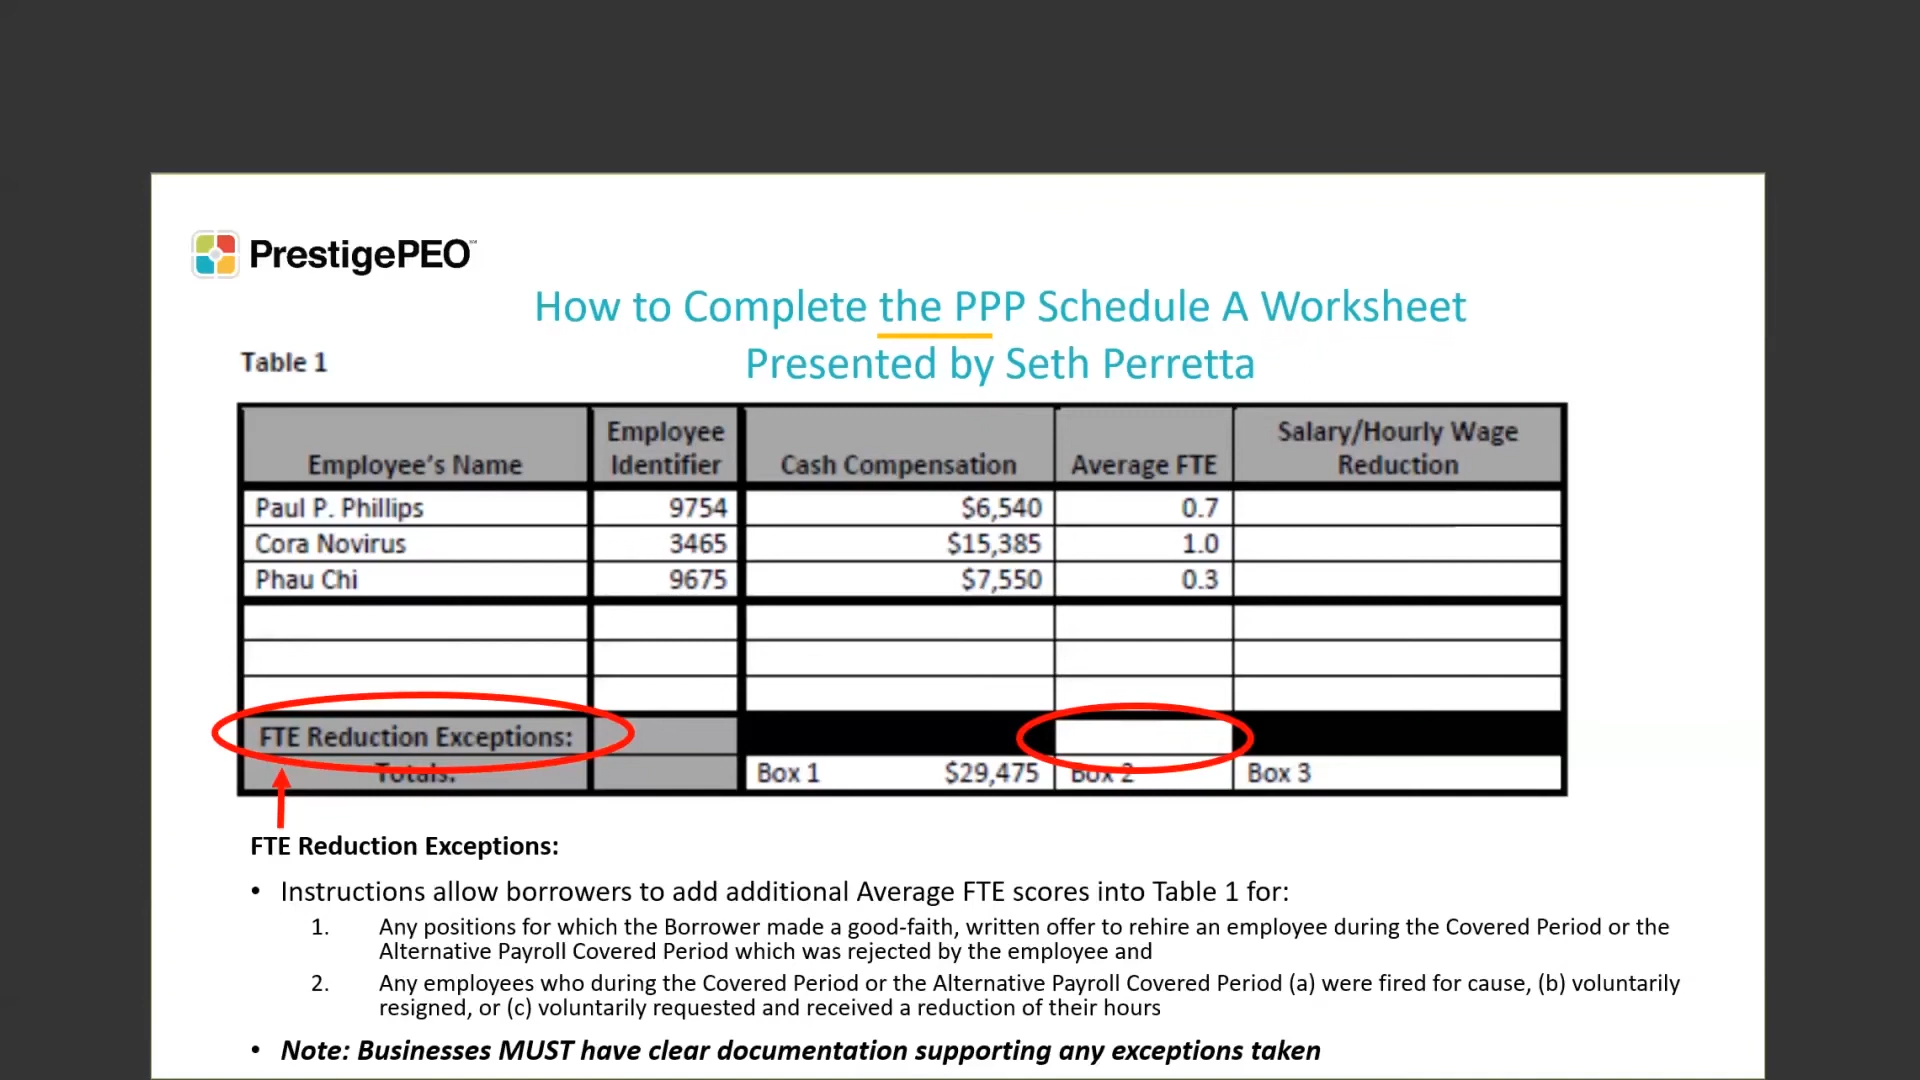 PrestigePEO™
How to Complete the PPP Schedule A Worksheet
Presented by Seth Perretta
Table 1
Employee's Name Employee Identifier Cash Compensation Average FTE Salary/Hourly Wage Reduction
Paul P. Phillips 9754 $6,540 0.7
Cora Novirus 3465 $15,385 1.0
Phau Chi 9675 $7,550 0.3
FTE Reduction Exceptions:
Totals: Box 1 $29,475 Box 2 Box 3
FTE Reduction Exceptions:
• Instructions allow borrowers to add additional Average FTE scores into Table 1 for:
1. Any positions for which the Borrower made a good-faith, written offer to rehire an employee during the Covered Period or the
Alternative Payroll Covered Period which was rejected by the employee and
2. Any employees who during the Covered Period or the Alternative Payroll Covered Period (a) were fired for cause, (b) voluntarily
resigned, or (c) voluntarily requested and received a reduction of their hours
• Note: Businesses MUST have clear documentation supporting any exceptions taken